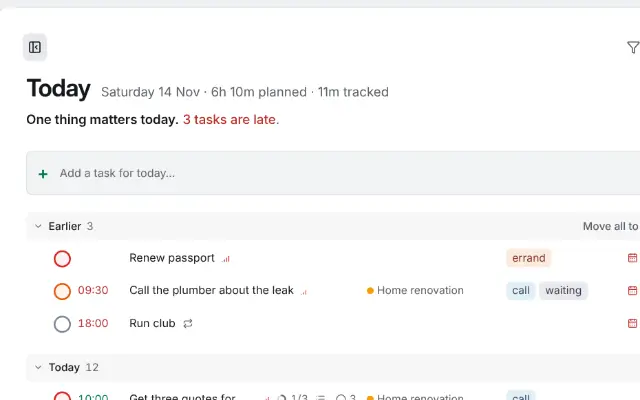 Today Saturday 14 Nov · 6h 10m planned · 11m tracked
One thing matters today. 3 tasks are late.
+ Add a task for today...
Earlier 3 Move all to
Renew passport errand
09:30 Call the plumber about the leak Home renovation call waiting
18:00 Run club
Today 12
10:00 Get three quotes for 1/3 3 Home renovation call